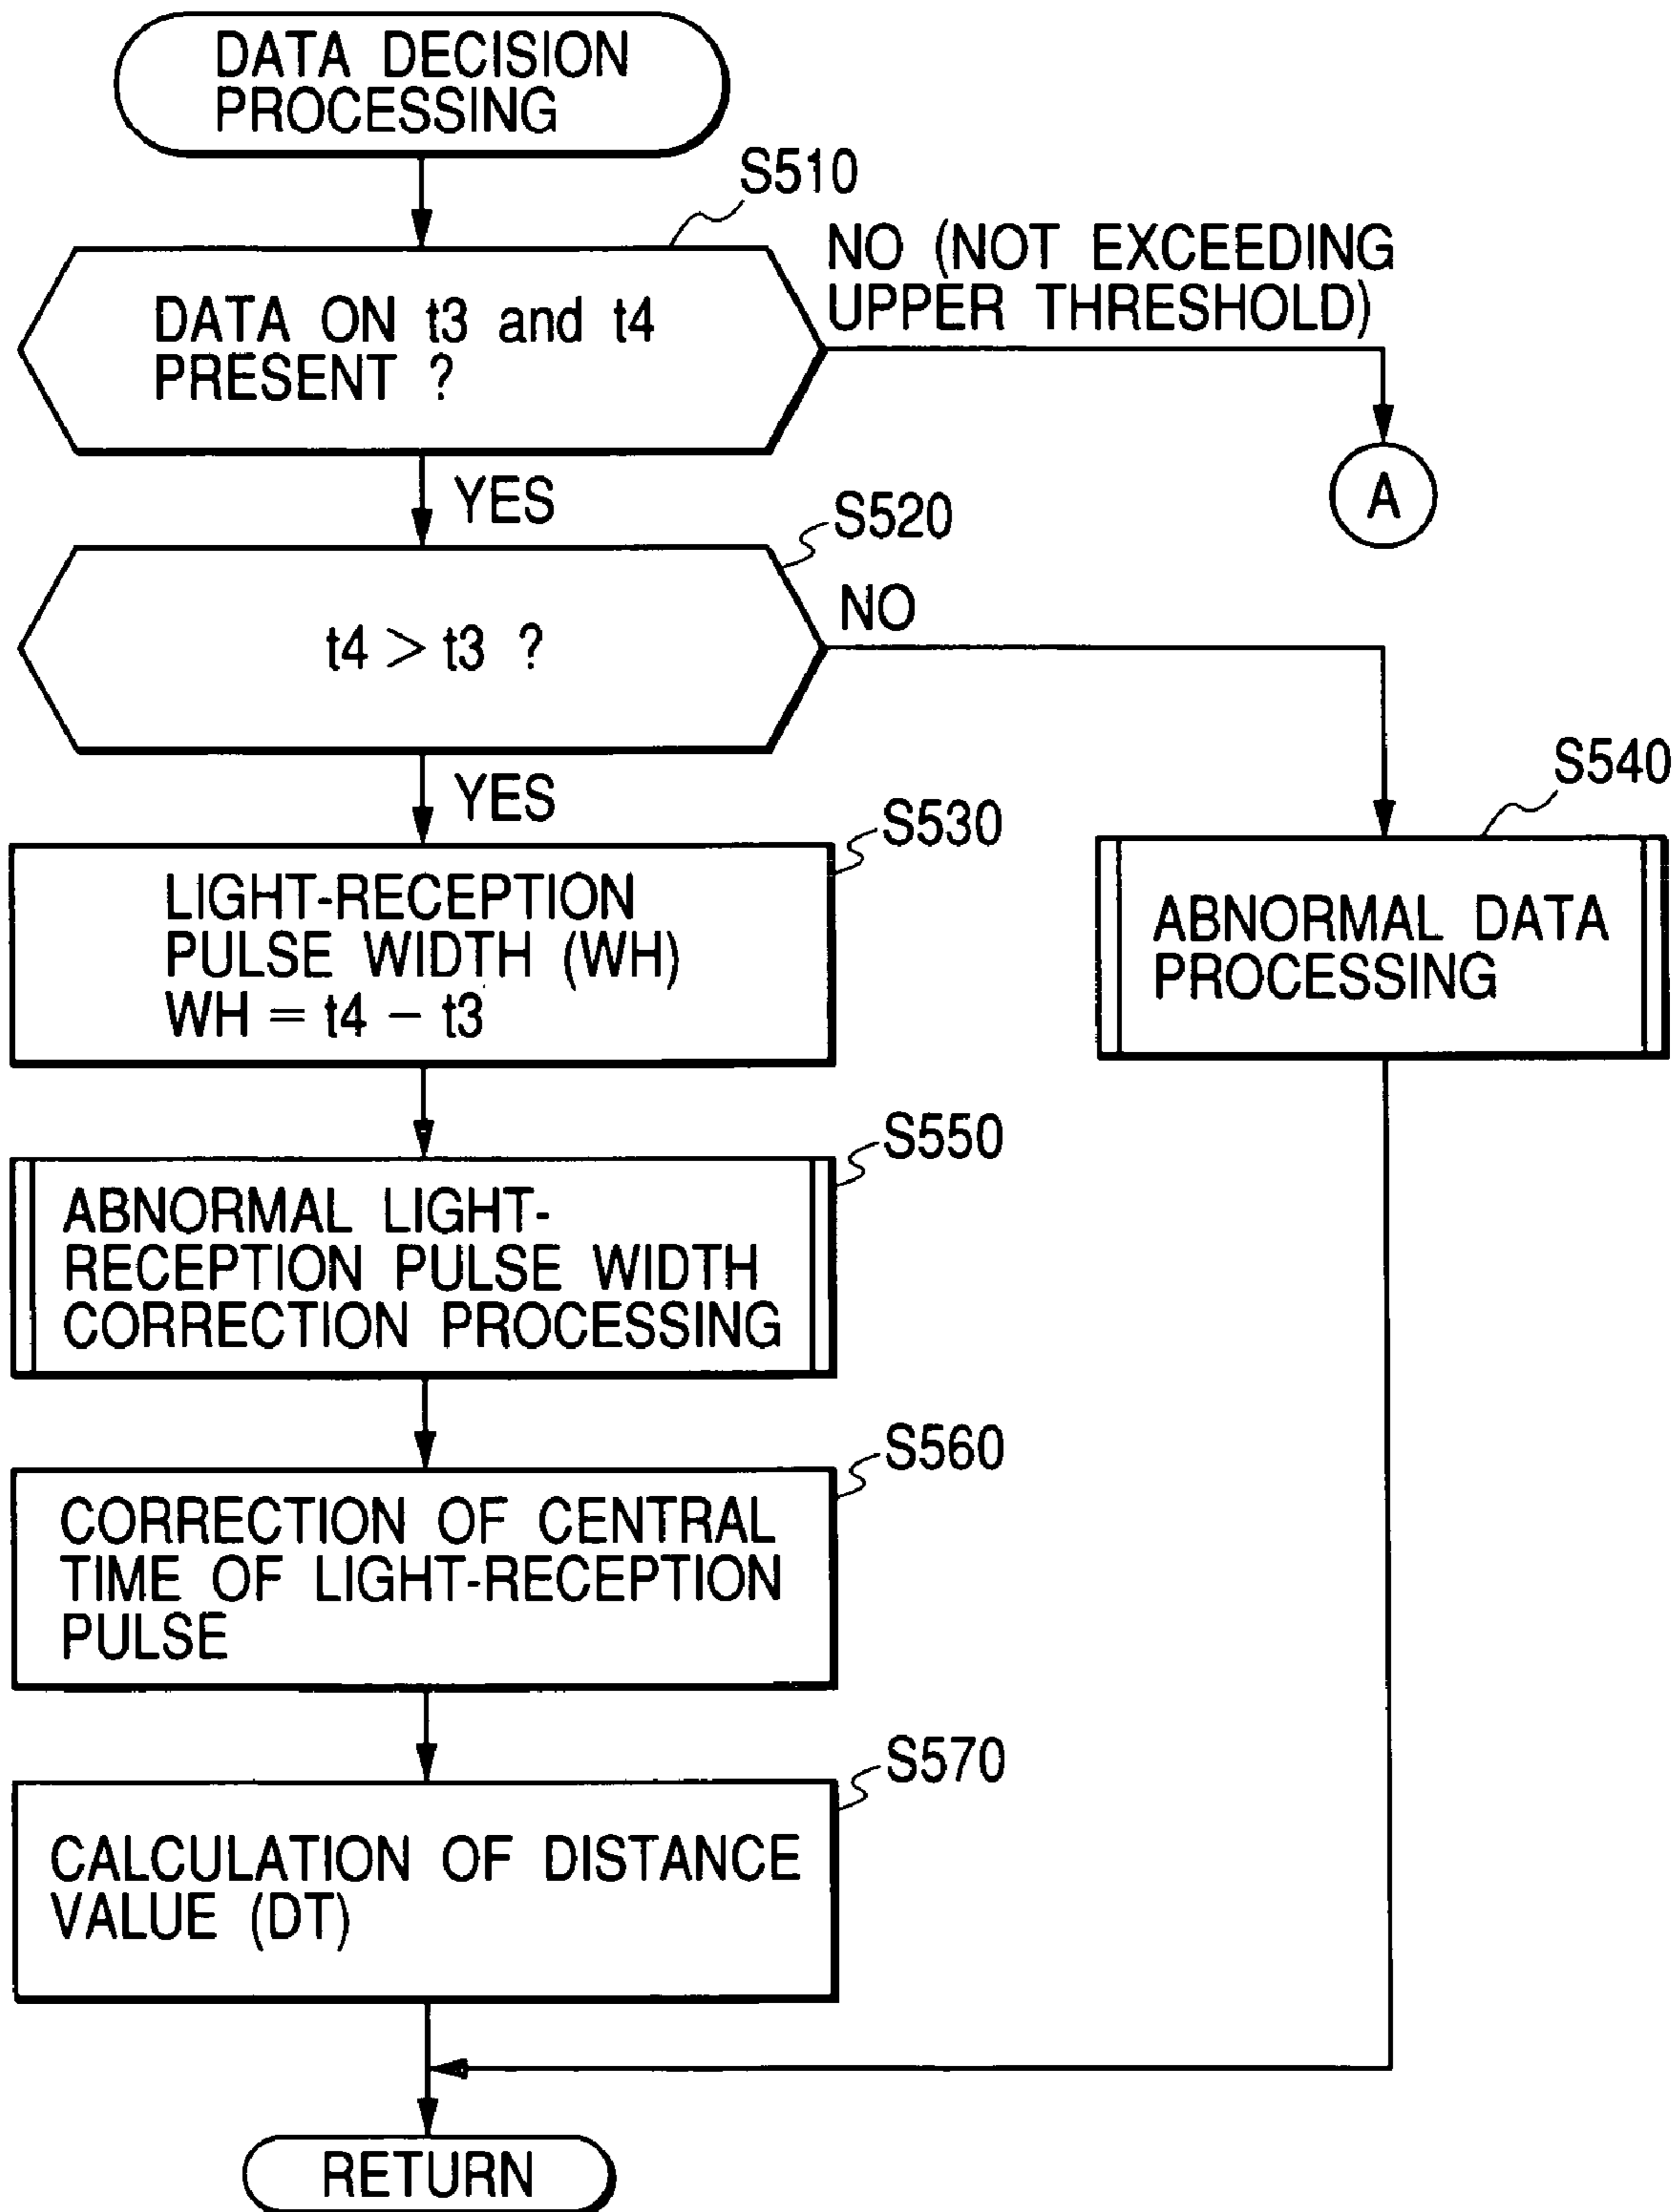 DATA DECISION
PROCESSING
S510
NO (NOT EXCEEDING
UPPER THRESHOLD)
DATA ON t3 and t4
PRESENT ?
A
YES
S520
NO
t4 > t3 ?
YES
S530
S540
LIGHT-RECEPTION
PULSE WIDTH (WH)
WH = t4 − t3
ABNORMAL DATA
PROCESSING
S550
ABNORMAL LIGHT-
RECEPTION PULSE WIDTH
CORRECTION PROCESSING
S560
CORRECTION OF CENTRAL
TIME OF LIGHT-RECEPTION
PULSE
S570
CALCULATION OF DISTANCE
VALUE (DT)
RETURN